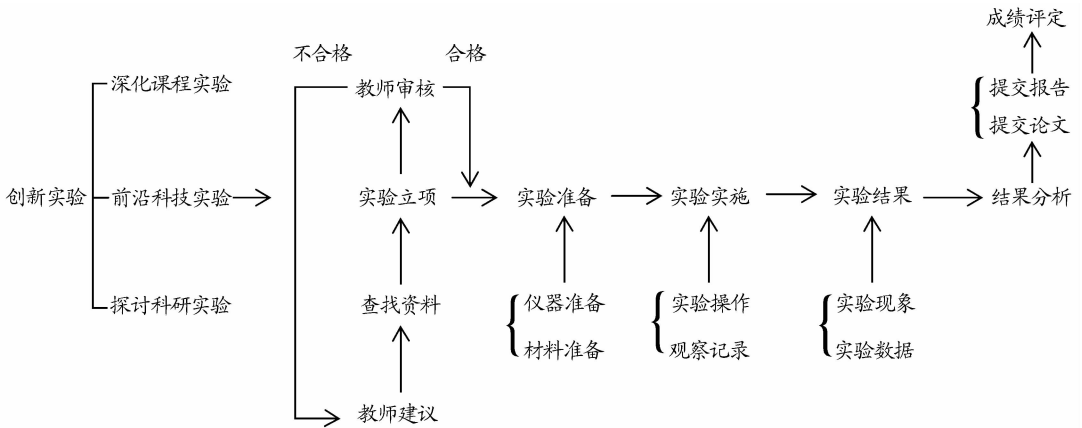 成绩评定
不合格
合格
深化课程实验
教师审核
提交报告
提交论文
创新实验
前沿科技实验
实验立项
实验准备
实验实施
实验结果
结果分析
探讨科研实验
查找资料
仪器准备
实验操作
实验现象
材料准备
观察记录
实验数据
教师建议